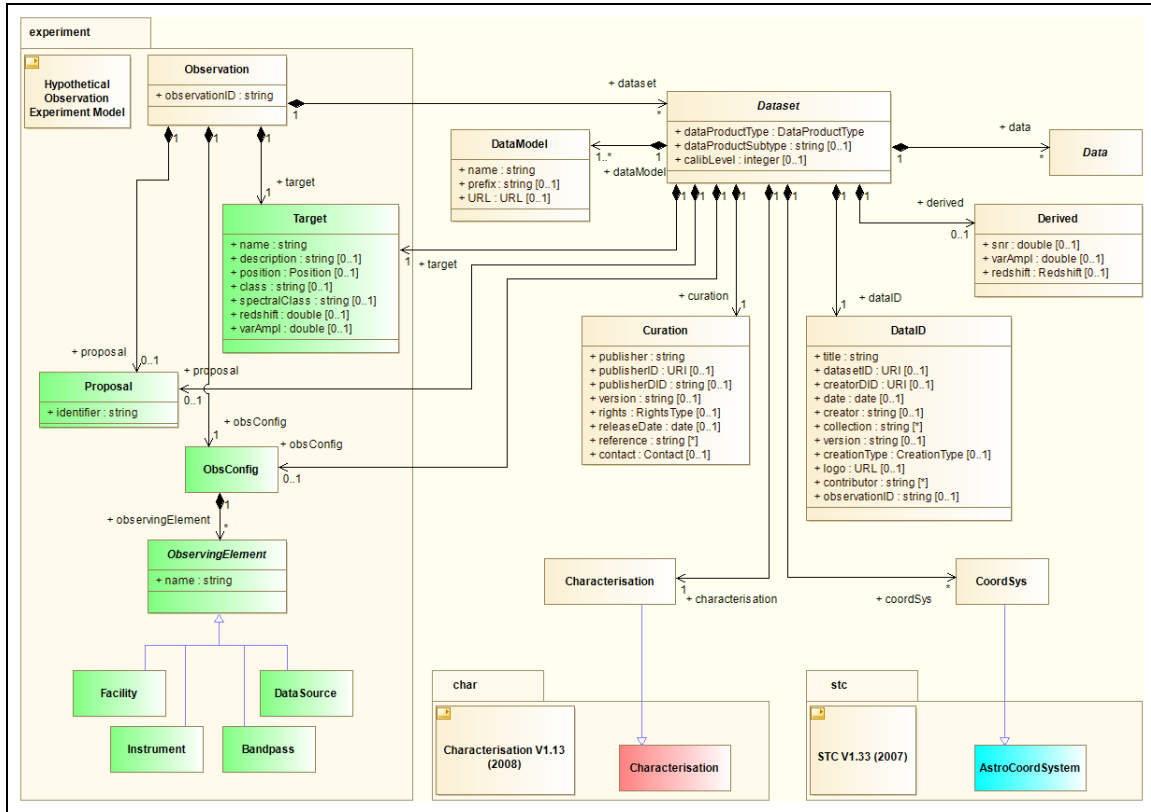 experiment
Hypothetical
Observation
Experiment Model
Observation
+ observationID : string
1
1
1
1
+ dataset
*
Dataset
+ dataProductType : DataProductType
+ dataProductSubtype : string [0..1]
+ calibLevel : integer [0..1]
1
1
1
1
1
1
1
1
1
+ data
*
Data
DataModel
+ name : string
+ prefix : string [0..1]
+ URL : URL [0..1]
1..*
+ dataModel
+ target
1
Target
+ name : string
+ description : string [0..1]
+ position : Position [0..1]
+ class : string [0..1]
+ spectralClass : string [0..1]
+ redshift : double [0..1]
+ varAmpl : double [0..1]
1
+ target
+ derived
0..1
Derived
+ snr : double [0..1]
+ varAmpl : double [0..1]
+ redshift : Redshift [0..1]
+ curation
1
Curation
+ publisher : string
+ publisherID : URI [0..1]
+ publisherDID : string [0..1]
+ version : string [0..1]
+ rights : RightsType [0..1]
+ releaseDate : date [0..1]
+ reference : string [*]
+ contact : Contact [0..1]
1
+ dataID
DataID
+ title : string
+ datasetID : URI [0..1]
+ creatorDID : URI [0..1]
+ date : date [0..1]
+ creator : string [0..1]
+ collection : string [*]
+ version : string [0..1]
+ creationType : CreationType [0..1]
+ logo : URL [0..1]
+ contributor : string [*]
+ observationID : string [0..1]
+ proposal
0..1
+ proposal
0..1
Proposal
+ identifier : string
+ obsConfig
1
+ obsConfig
0..1
ObsConfig
1
+ observingElement
*
ObservingElement
+ name : string
Facility
DataSource
Instrument
Bandpass
Characterisation
1
+ characterisation
*
+ coordSys
CoordSys
char
Characterisation V1.13
(2008)
Characterisation
stc
STC V1.33 (2007)
AstroCoordSystem